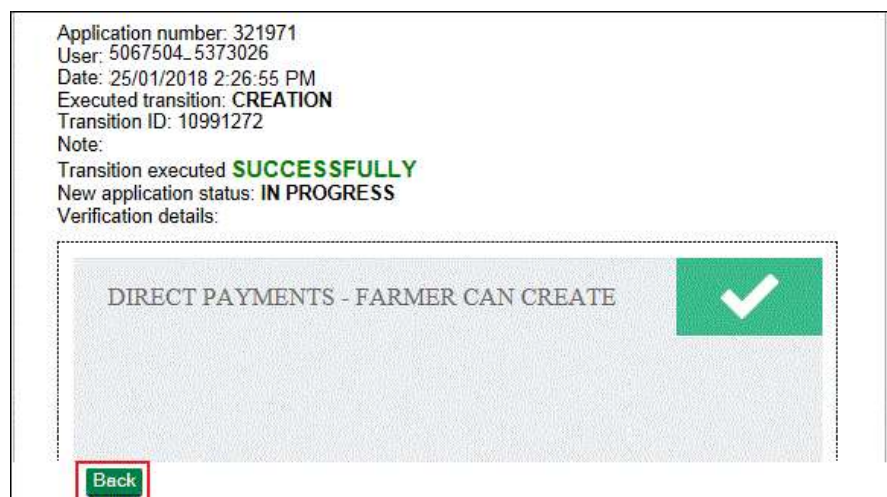 Application number: 321971
User: 5067504_5373026
Date: 25/01/2018 2:26:55 PM
Executed transition: CREATION
Transition ID: 10991272
Note:
Transition executed SUCCESSFULLY
New application status: IN PROGRESS
Verification details:
DIRECT PAYMENTS - FARMER CAN CREATE
Back